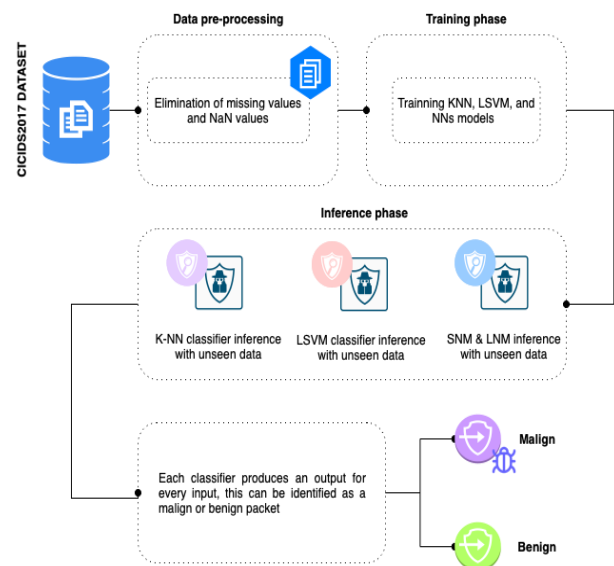 Data pre-processing
Training phase
CICIDS2017 DATASET
Elimination of missing values
and NaN values
Trainning KNN, LSVM, and
NNs models
Inference phase
K-NN classifier inference
with unseen data
LSVM classifier inference
with unseen data
SNM & LNM inference
with unseen data
Each classifier produces an output for
every input, this can be identified as a
malign or benign packet
Malign
Benign